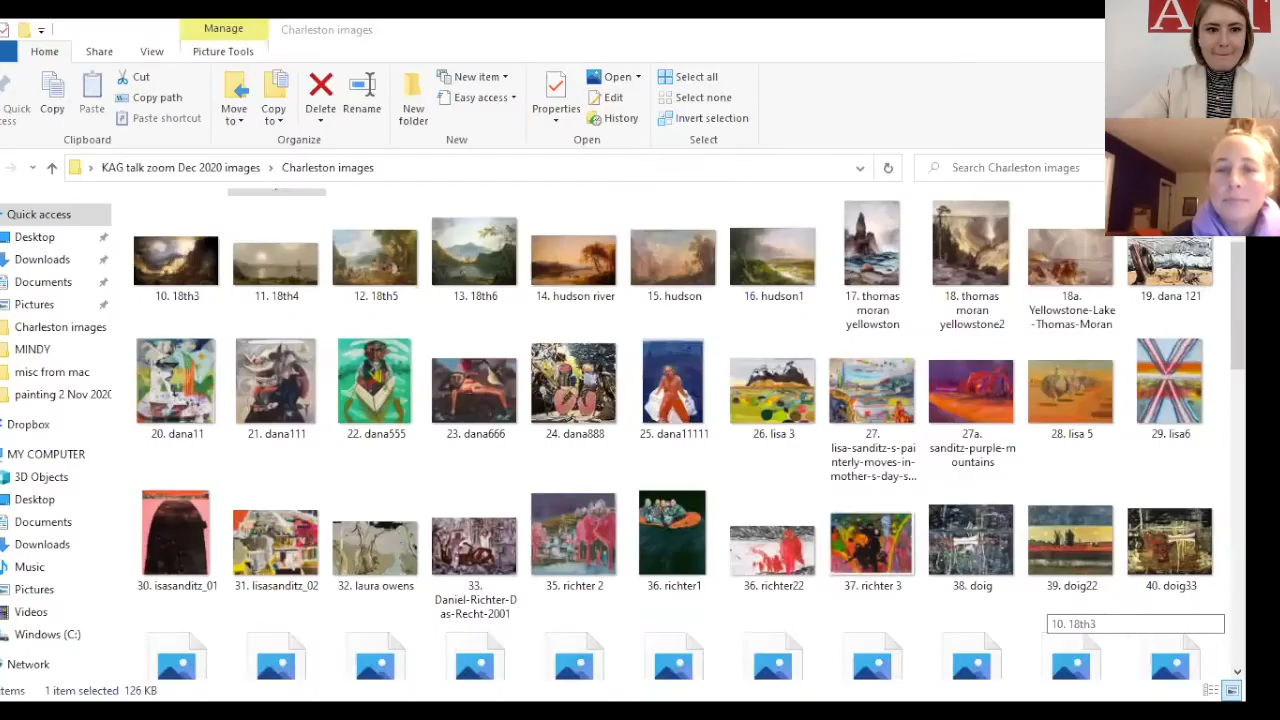 Manage
Charleston images
Home
Share
View
Picture Tools
Quick
Copy
Paste
Cut
Copy path
Paste shortcut
Clipboard
Move
to
Copy
to
Delete
Rename
Organize
New
folder
New item
Easy access
New
Properties
Open
Edit
History
Open
Select all
Select none
Invert selection
Select
KAG talk zoom Dec 2020 images > Charleston images
Search Charleston images
Quick access
Desktop
Downloads
Documents
Pictures
Charleston images
MINDY
misc from mac
painting 2 Nov 2020
Dropbox
MY COMPUTER
3D Objects
Desktop
Documents
Downloads
Music
Pictures
Videos
Windows (C:)
Network
10. 18th3
11. 18th4
12. 18th5
13. 18th6
14. hudson river
15. hudson
16. hudson1
17. thomas
moran
yellowston
18. thomas
moran
yellowstone2
18a.
Yellowstone-Lake
-Thomas-Moran
19. dana 121
20. dana11
21. dana111
22. dana555
23. dana666
24. dana888
25. dana11111
26. lisa 3
27.
lisa-sanditz-s-pai
nterly-moves-in-
mother-s-day-s...
27a.
sanditz-purple-m
ountains
28. lisa 5
29. lisa6
30. isasanditz_01
31. lisasanditz_02
32. laura owens
33.
Daniel-Richter-D
as-Recht-2001
35. richter 2
36. richter1
36. richter22
37. richter 3
38. doig
39. doig22
40. doig33
10. 18th3
1 item selected 126 KB